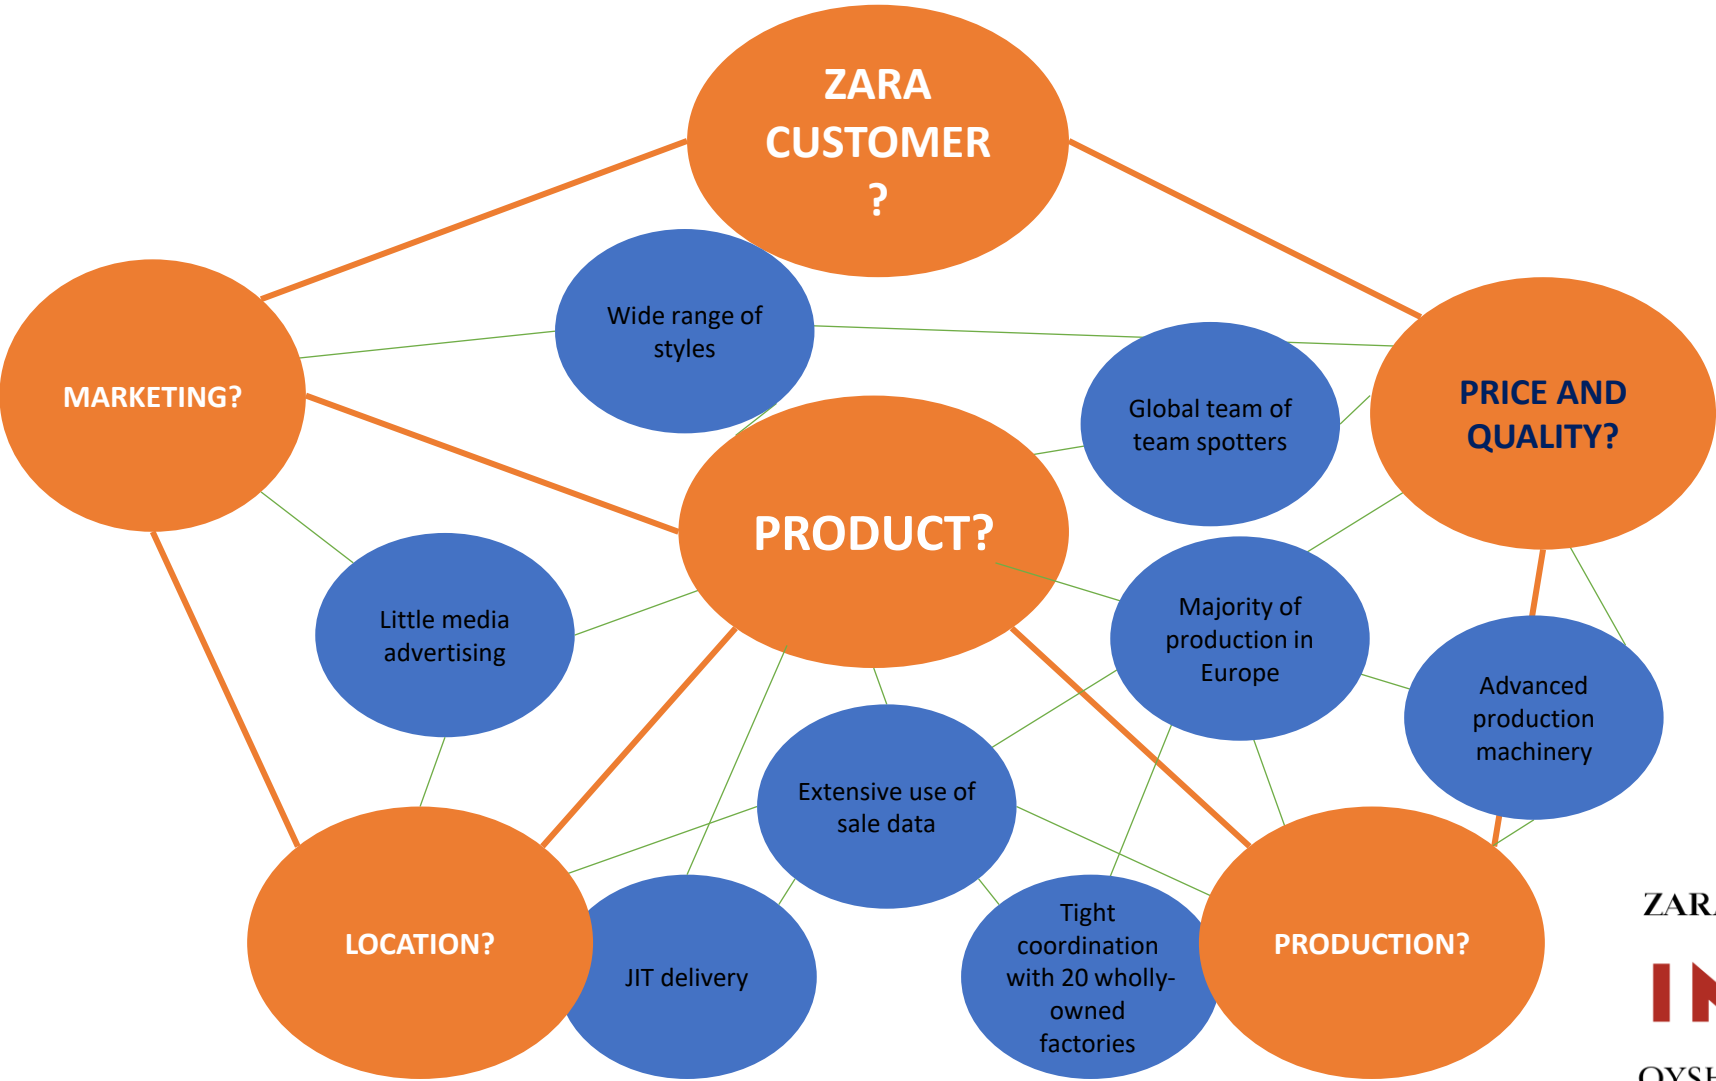 ZARA
CUSTOMER
?
Wide range of
styles
MARKETING?
Global team of
team spotters
PRICE AND
QUALITY?
PRODUCT?
Little media
advertising
Majority of
production in
Europe
Advanced
production
machinery
Extensive use of
sale data
LOCATION?
JIT delivery
Tight
coordination
with 20 wholly-
owned
factories
PRODUCTION?
ZARA